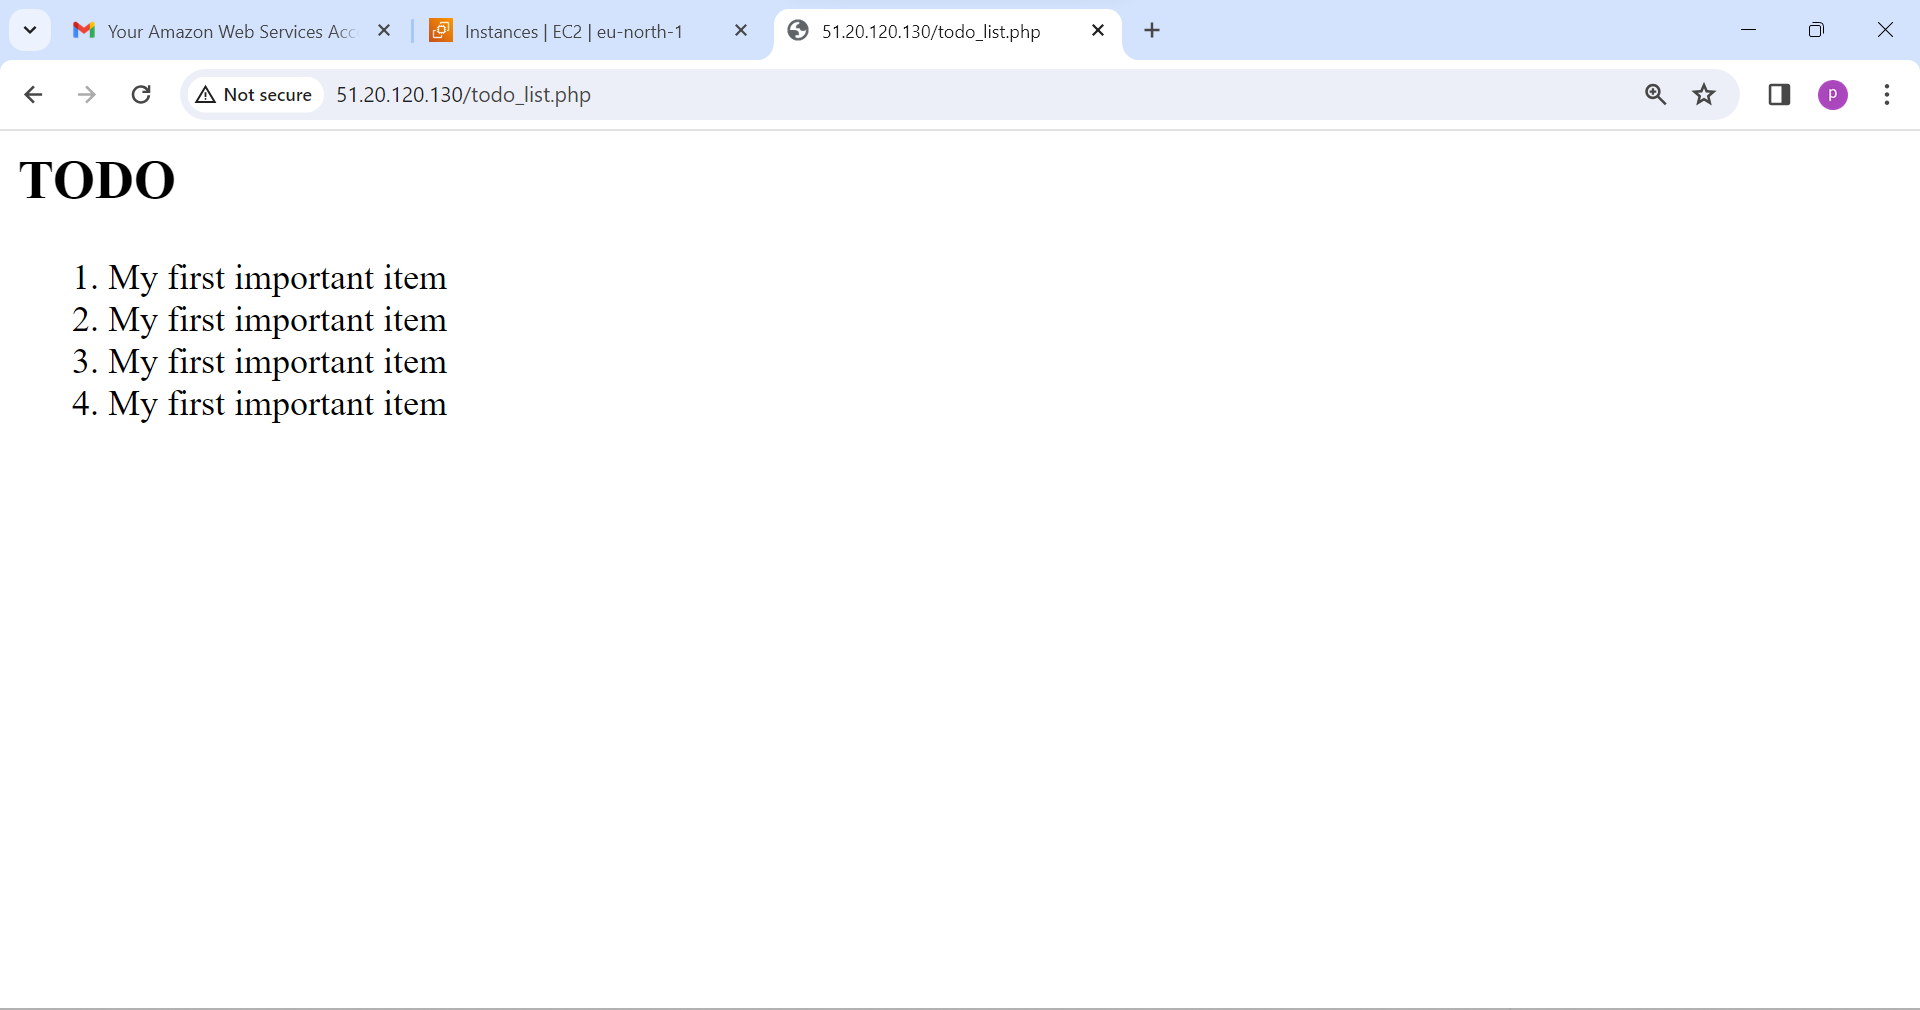 Your Amazon Web Services Acc
Instances | EC2 | eu-north-1
51.20.120.130/todo_list.php
Not secure
51.20.120.130/todo_list.php
p
TODO
1. My first important item
2. My first important item
3. My first important item
4. My first important item